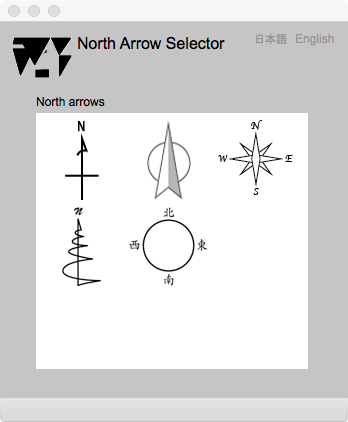 North Arrow Selector
日本語 English
North arrows
N
N
W E
S
n
北
西 東
南